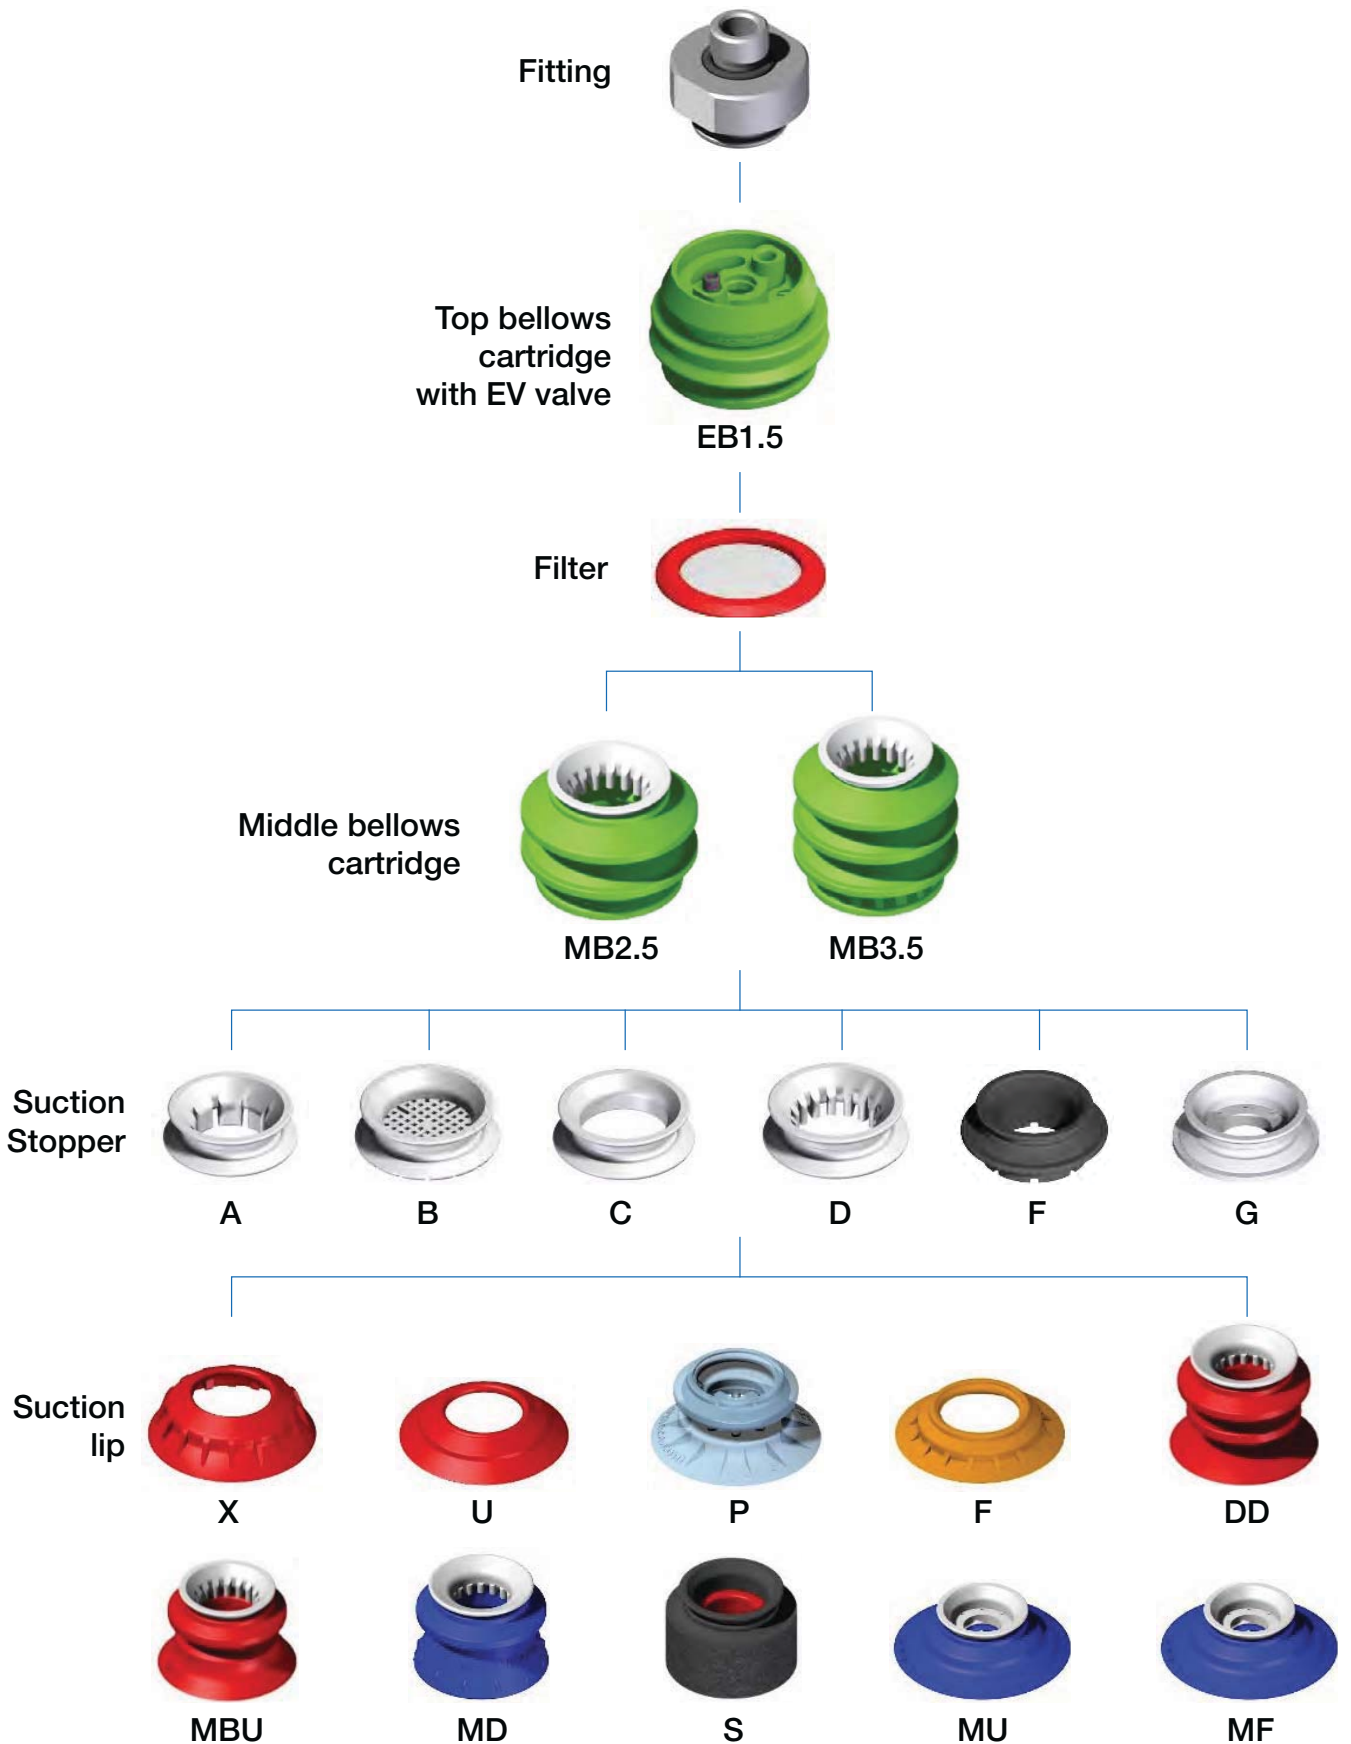 Fitting
Top bellows
cartridge
with EV valve
EB1.5
Filter
Middle bellows
cartridge
MB2.5
MB3.5
Suction
Stopper
A
B
C
D
F
G
Suction
lip
X
U
P
F
DD
MBU
MD
S
MU
MF